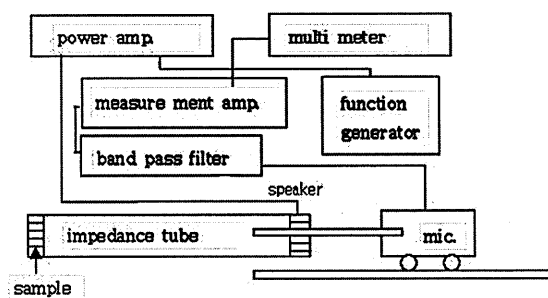 power amp.
multi meter
measure ment amp.
function
generator
band pass filter
speaker
impedance tube
mic.
sample